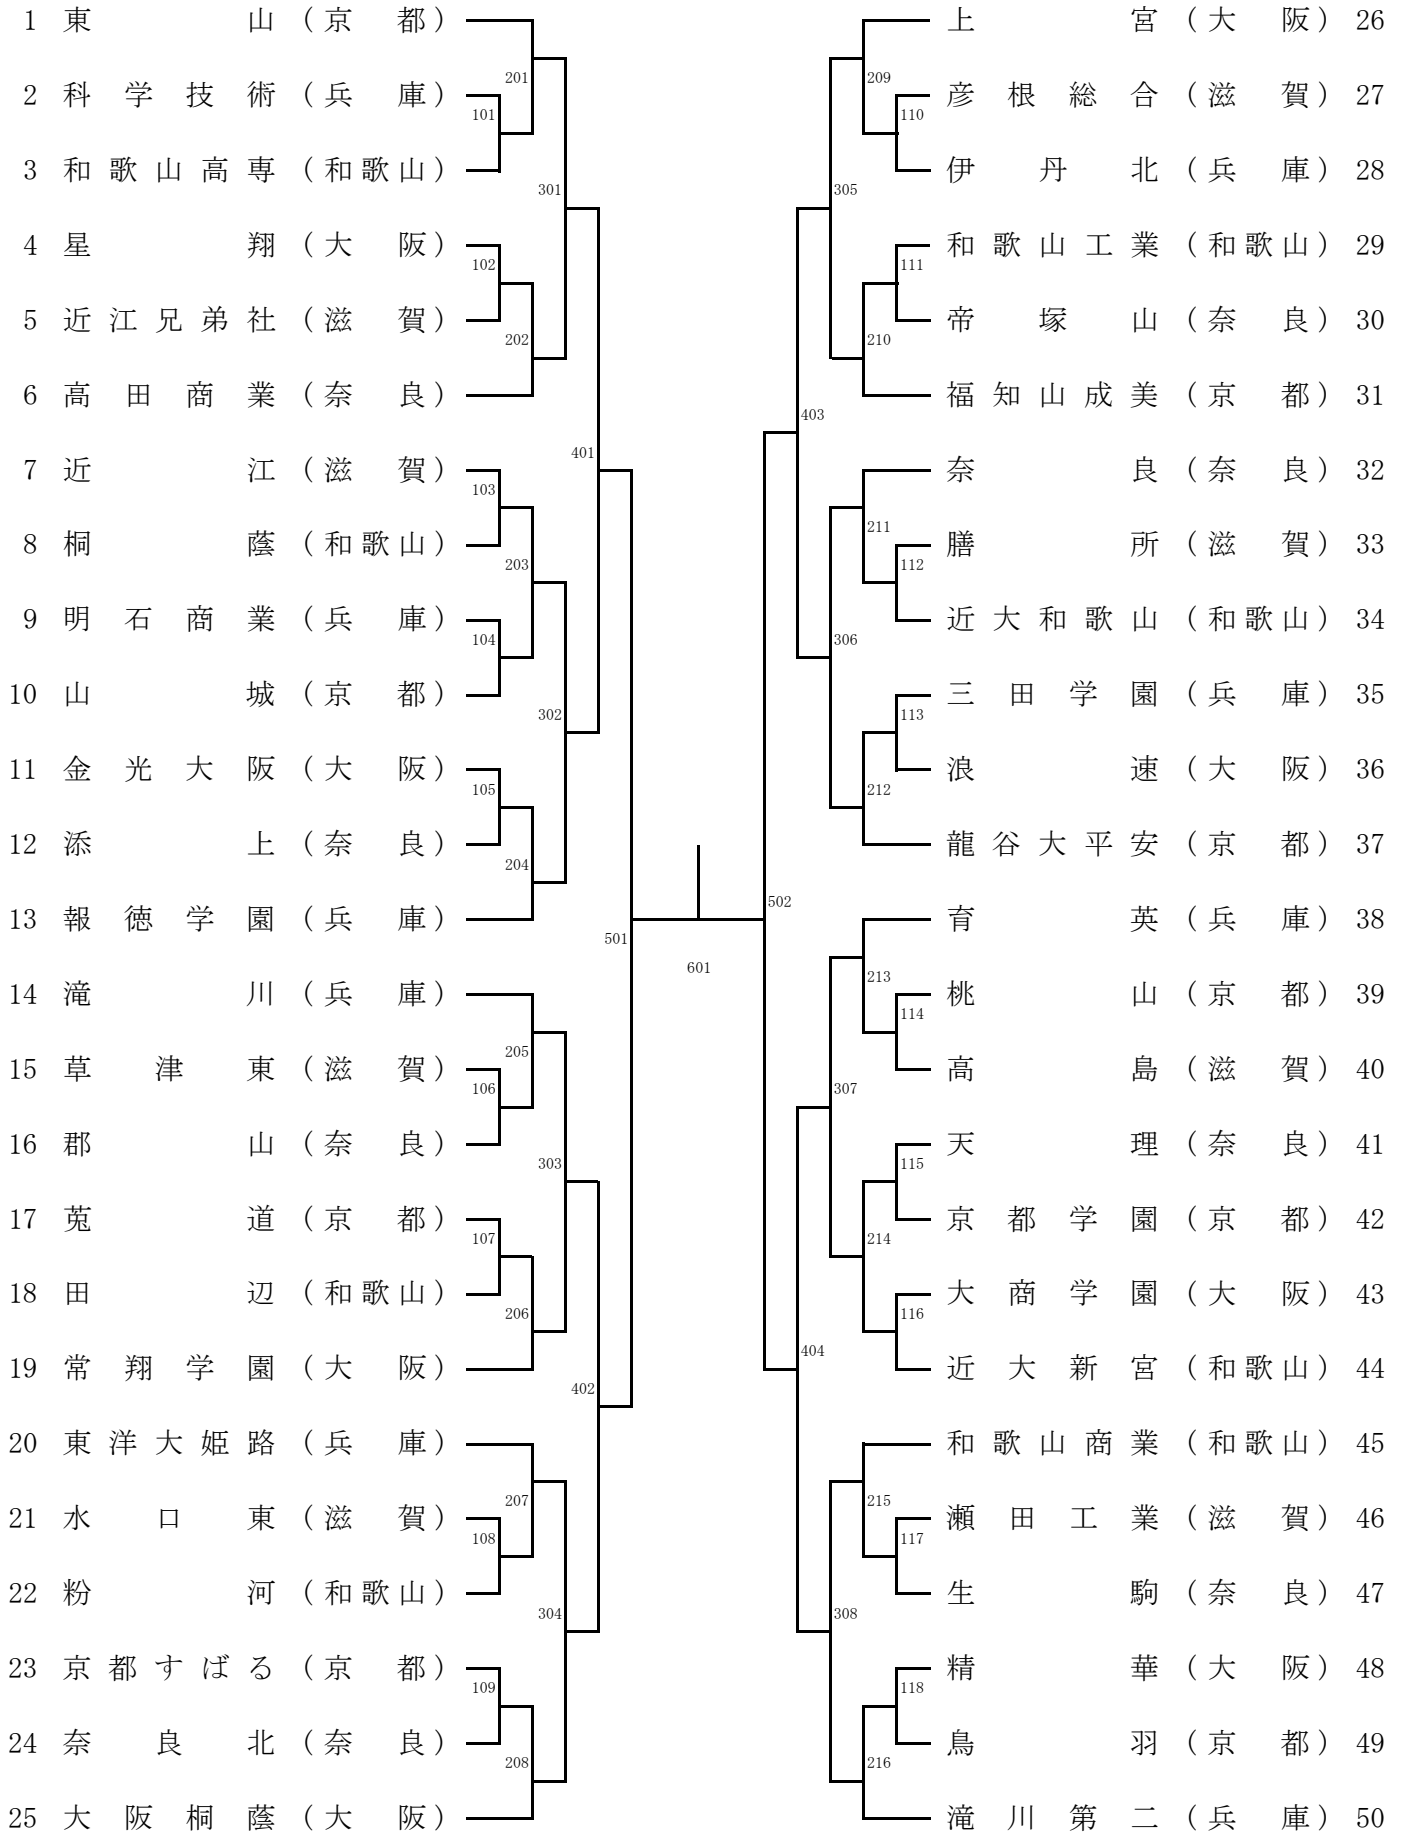 1 東山（京都）
2 科学技術（兵庫）
3 和歌山高専（和歌山）
4 星翔（大阪）
5 近江兄弟社（滋賀）
6 高田商業（奈良）
7 近江（滋賀）
8 桐蔭（和歌山）
9 明石商業（兵庫）
10 山城（京都）
11 金光大阪（大阪）
12 添上（奈良）
13 報徳学園（兵庫）
14 滝川（兵庫）
15 草津東（滋賀）
16 郡山（奈良）
17 莵道（京都）
18 田辺（和歌山）
19 常翔学園（大阪）
20 東洋大姫路（兵庫）
21 水口東（滋賀）
22 粉河（和歌山）
23 京都すばる（京都）
24 奈良北（奈良）
25 大阪桐蔭（大阪）
101
102
103
104
105
106
107
108
109
201
202
203
204
205
206
207
208
301
302
303
304
401
402
501
601
502
403
404
305
306
307
308
209
210
211
212
213
214
215
216
110
111
112
113
114
115
116
117
118
上宮（大阪）26
彦根総合（滋賀）27
伊丹北（兵庫）28
和歌山工業（和歌山）29
帝塚山（奈良）30
福知山成美（京都）31
奈良（奈良）32
膳所（滋賀）33
近大和歌山（和歌山）34
三田学園（兵庫）35
浪速（大阪）36
龍谷大平安（京都）37
育英（兵庫）38
桃山（京都）39
高島（滋賀）40
天理（奈良）41
京都学園（京都）42
大商学園（大阪）43
近大新宮（和歌山）44
和歌山商業（和歌山）45
瀬田工業（滋賀）46
生駒（奈良）47
精華（大阪）48
鳥羽（京都）49
滝川第二（兵庫）50